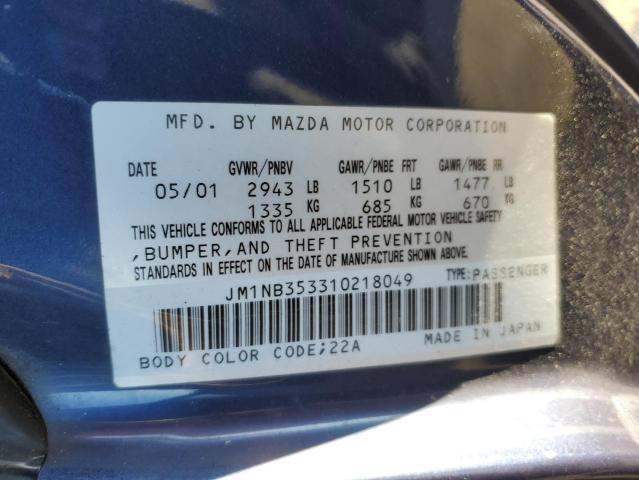 MFD. BY MAZDA MOTOR CORPORATION
DATE GVWR/PNBV GAWR/PNBE FRT GAWR/PNBE RR
05/01 2943 LB 1510 LB 1477 LB
1335 KG 685 KG 670 KG
THIS VEHICLE CONFORMS TO ALL APPLICABLE FEDERAL MOTOR VEHICLE SAFETY
,BUMPER,AND THEFT PREVENTION
STANDARDS IN EFFECT ON THE DATE OF MANUFACTURE SHOWN ABOVE.
JM1NB353310218049 TYPE:PASSENGER
BODY COLOR CODE;22A MADE IN JAPAN